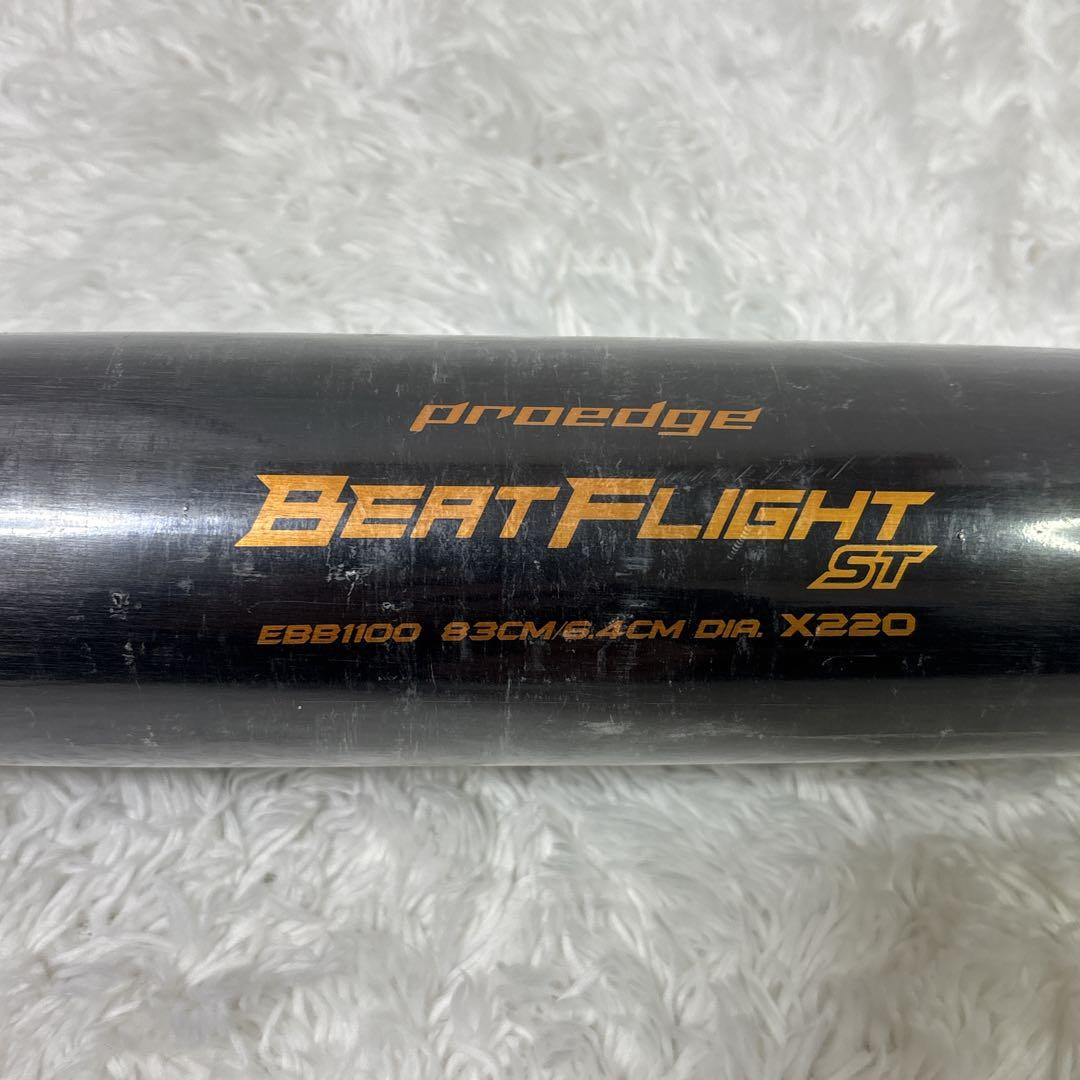 proedge
BEATFLIGHT
ST
EBB1100 83CM/6.4CM DIA. X220